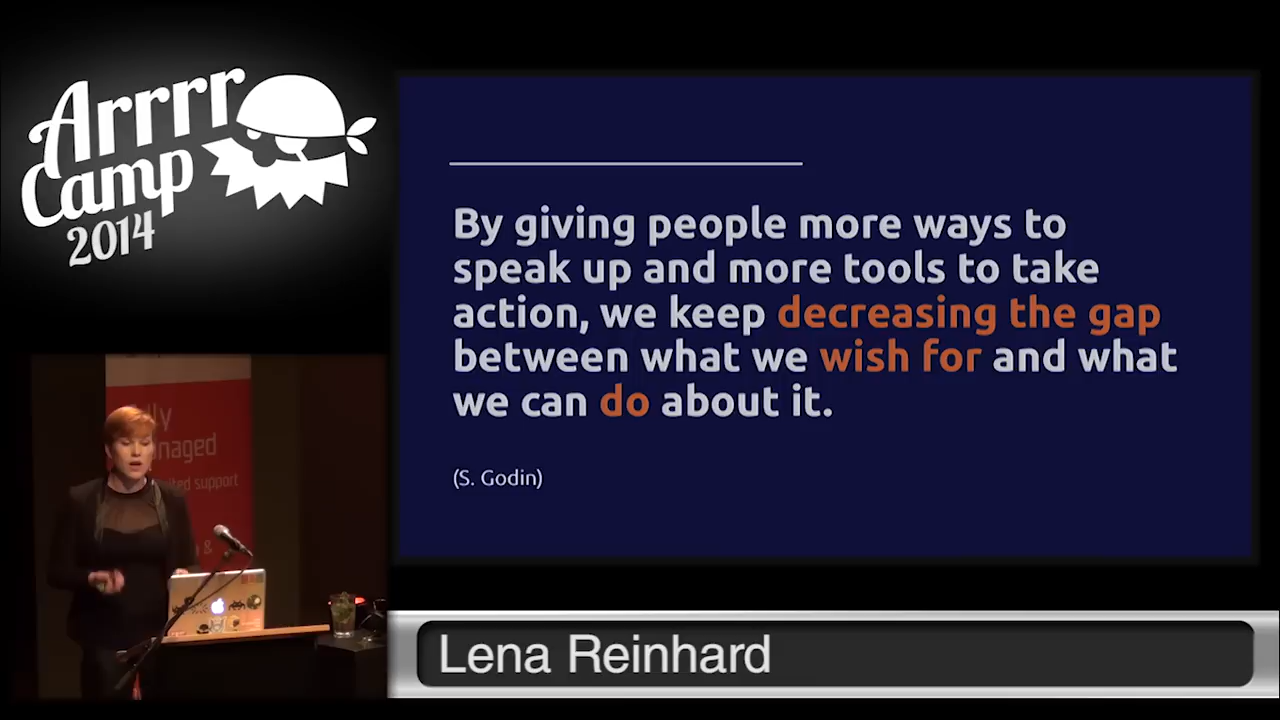 Arrrr
Camp
2014
By giving people more ways to
speak up and more tools to take
action, we keep decreasing the gap
between what we wish for and what
we can do about it.
(S. Godin)
support
&
Lena Reinhard